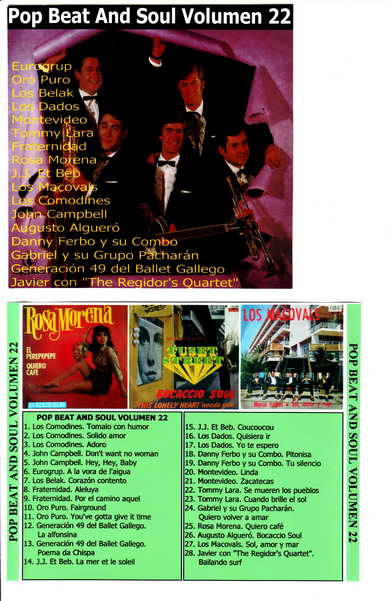 Pop Beat And Soul Volumen 22
Eurogrup
Oro Puro
Los Belak
Los Dados
Montevideo
Tommy Lara
Fraternidad
Rosa Morena
J.J. Et Beb
Los Macovals
Los Comodines
John Campbell
Augusto Algueró
Danny Ferbo y su Combo
Gabriel y su Grupo Pacharán
Generación 49 del Ballet Gallego
Javier con "The Regidor's Quartet"
POP BEAT AND SOUL VOLUMEN 22
Rosa Morena
EL
PEREPEPEPE
QUIERO
CAFÉ
BELTER
TUSET
STREET
BOCACCIO SOUL
THIS LONELY HEART
LOS MACOVALS
POP BEAT AND SOUL VOLUMEN 22
POP BEAT AND SOUL VOLUMEN 22
1. Los Comodines. Tomalo con humor
2. Los Comodines. Solido amor
3. Los Comodines. Adoro
4. John Campbell. Don't want no woman
5. John Campbell. Hey, Hey, Baby
6. Eurogrup. A la vora de l'aigua
7. Los Belak. Corazón contento
8. Fraternidad. Aleluya
9. Fraternidad. Por el camino aquel
10. Oro Puro. Fairground
11. Oro Puro. You've gotta give it time
12. Generación 49 del Ballet Gallego.
La alfonsina
13. Generación 49 del Ballet Gallego.
Poema da Chispa
14. J.J. Et Beb. La mer et le soleil
15. J.J. Et Beb. Coucoucou
16. Los Dados. Quisiera ir
17. Los Dados. Yo te espero
18. Danny Ferbo y su Combo. Pitonisa
19. Danny Ferbo y su Combo. Tu silencio
20. Montevideo. Linda
21. Montevideo. Zacatecas
22. Tommy Lara. Se mueren los pueblos
23. Tommy Lara. Cuando brille el sol
24. Gabriel y su Grupo Pacharán.
Quiero volver a amar
25. Rosa Morena. Quiero café
26. Augusto Algueró. Bocaccio Soul
27. Los Macovals. Sol, amor y mar
28. Javier con "The Regidor's Quartet".
Bailando surf